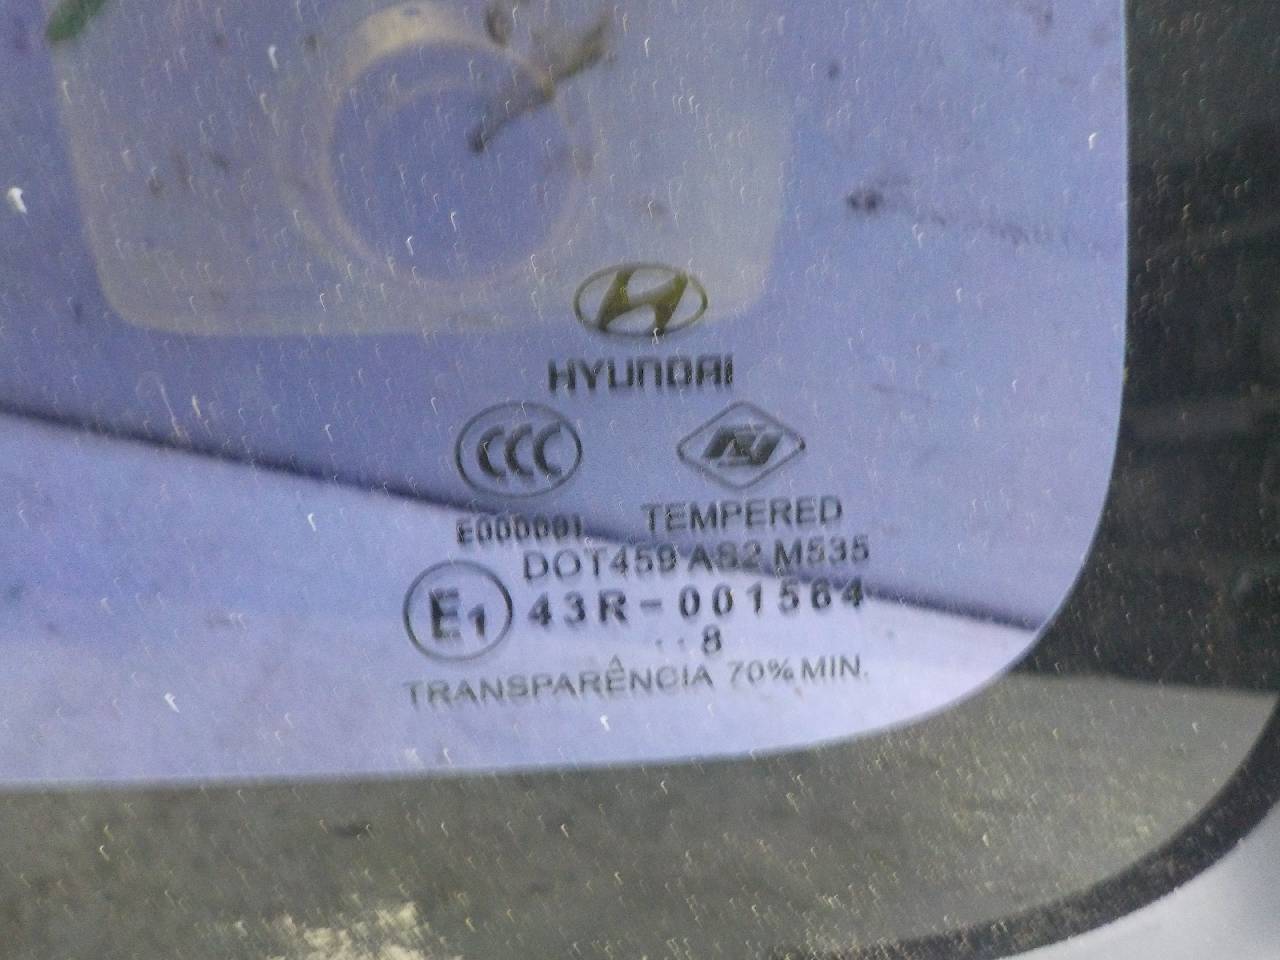 HYUNDAI
CCC
E000001 TEMPERED
DOT459 AS2 M535
E1 43R-001564
..8
TRANSPARÊNCIA 70% MIN.